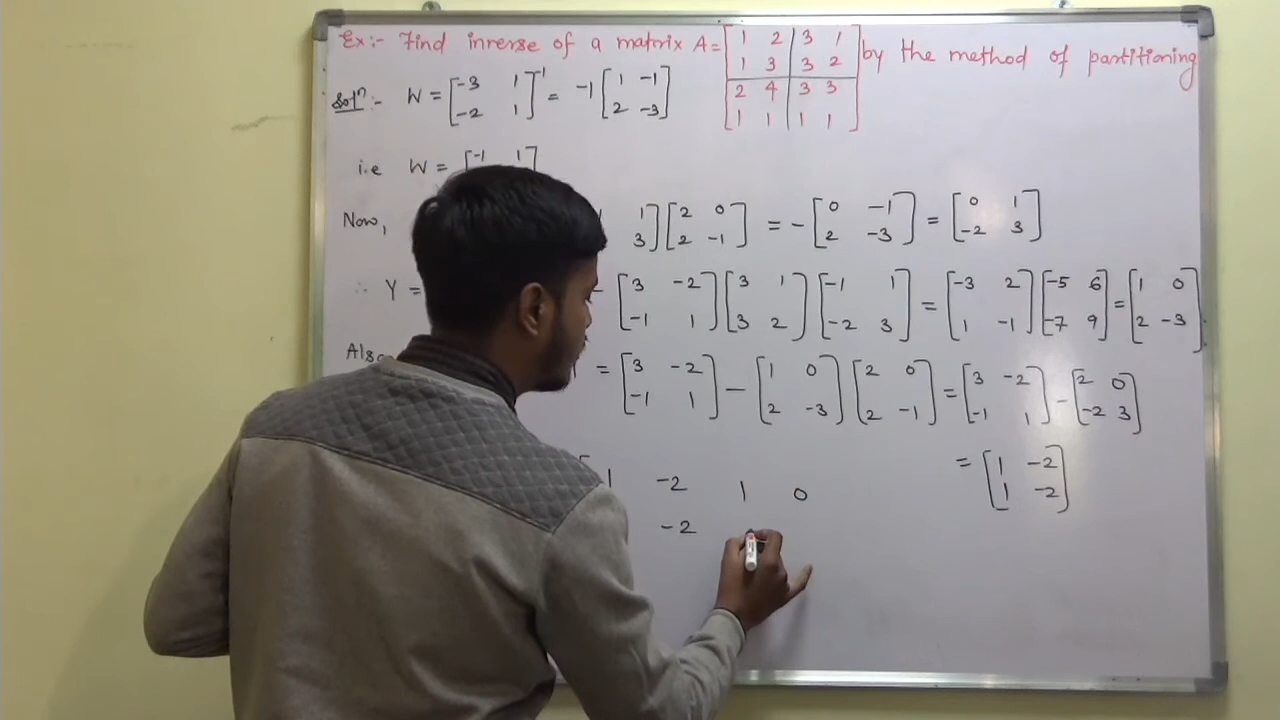 Ex:- Find inverse of a matrix A = [1 2 3 1; 1 3 3 2; 2 4 3 3; 1 1 1 1] by the method of partitioning
Solⁿ:- W = [-3 1; -2 1]⁻¹ = -1 [1 -1; 2 -3]
i.e W = [-1 1
Now, 1; 3] [2 0; 2 -1] = - [0 -1; 2 -3] = [0 1; -2 3]
∴ Y = - [3 -2; -1 1] [3 1; 3 2] [-1 1; -2 3] = [-3 2; 1 -1] [-5 6; -7 9] = [1 0; 2 -3]
Also = [3 -2; -1 1] - [1 0; 2 -3] [2 0; 2 -1] = [3 -2; -1 1] - [2 0; -2 3]
= [1 -2; 1 -2]
1 -2 1 0
-2